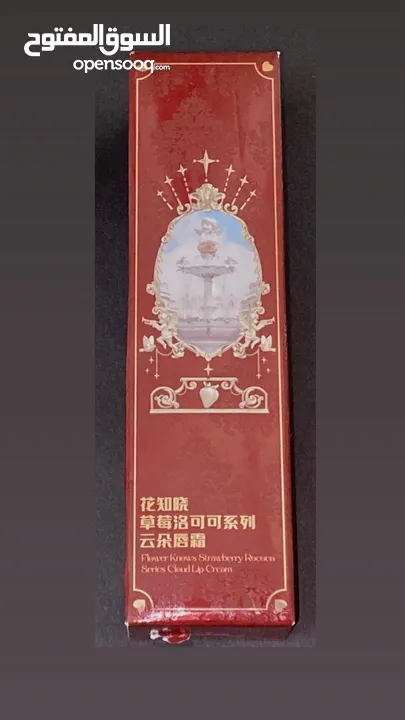 السوق المفتوح
opensooq.com
花知晓
草莓洛可可系列
云朵唇霜
Flower Knows Strawberry Rococo
Series Cloud Lip Cream